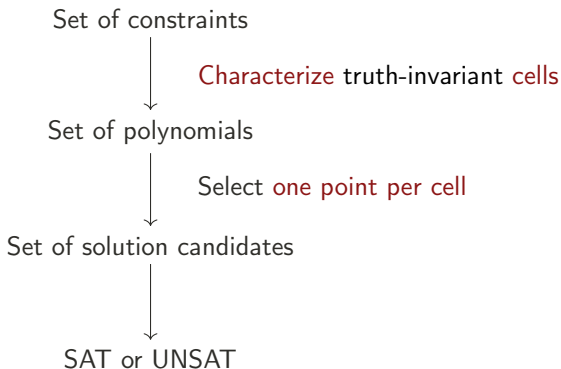 Set of constraints
Characterize truth-invariant cells
Set of polynomials
Select one point per cell
Set of solution candidates
SAT or UNSAT